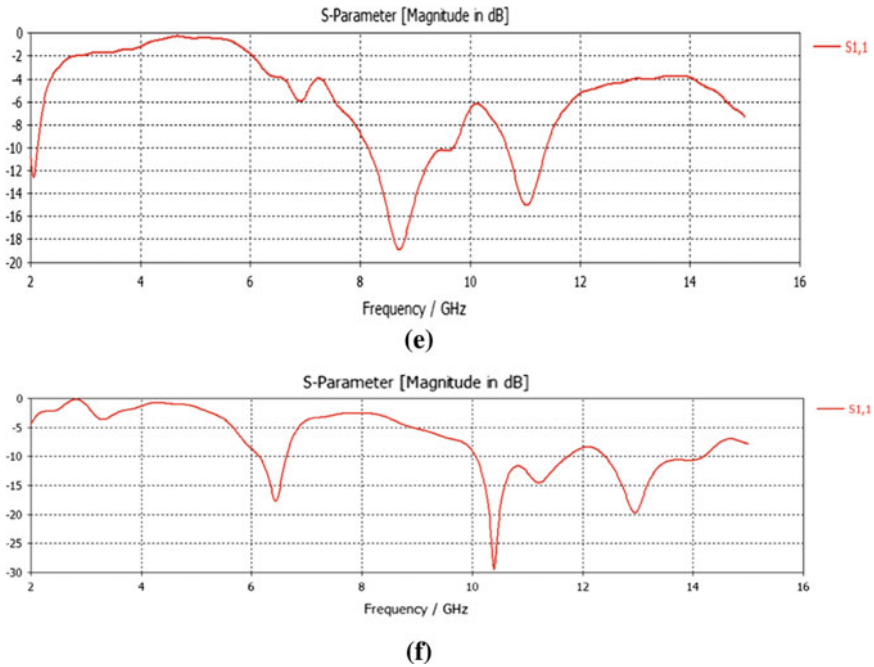 S-Parameter [Magnitude in dB]
0
-2
-4
-6
-8
-10
-12
-14
-16
-18
-20
2 4 6 8 10 12 14 16
Frequency / GHz
S1,1
(e)
S-Parameter [Magnitude in dB]
0
-5
-10
-15
-20
-25
-30
2 4 6 8 10 12 14 16
Frequency / GHz
S1,1
(f)